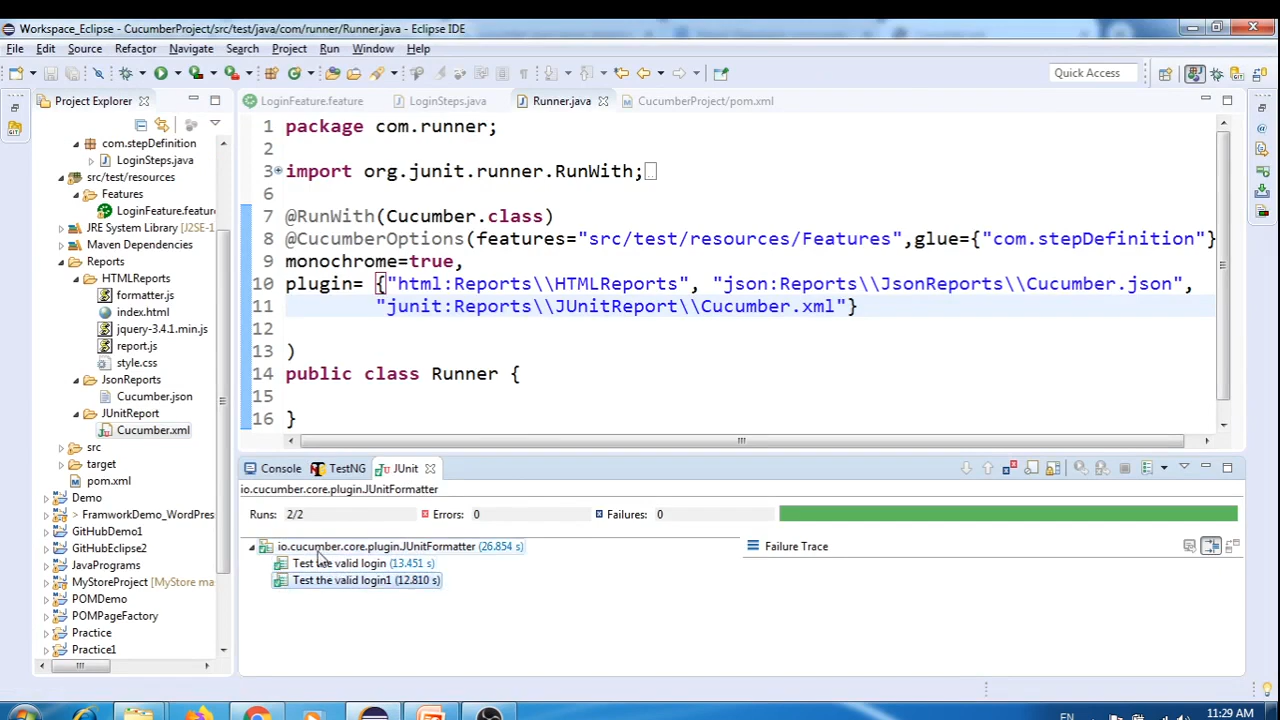 Workspace_Eclipse - CucumberProject/src/test/java/com/runner/Runner.java - Eclipse IDE
File Edit Source Refactor Navigate Search Project Run Window Help
Quick Access
Project Explorer
LoginFeature.feature
LoginSteps.java
Runner.java
CucumberProject/pom.xml
com.stepDefinition
LoginSteps.java
src/test/resources
Features
LoginFeature.feature
JRE System Library [J2SE-1
Maven Dependencies
Reports
HTMLReports
formatter.js
index.html
jquery-3.4.1.min.js
report.js
style.css
JsonReports
Cucumber.json
JUnitReport
Cucumber.xml
src
target
pom.xml
Demo
> FramworkDemo_WordPres
GitHubDemo1
GitHubEclipse2
JavaPrograms
MyStoreProject [MyStore ma
POMDemo
POMPageFactory
Practice
Practice1
1 package com.runner;
2
3 import org.junit.runner.RunWith;
6
7 @RunWith(Cucumber.class)
8 @CucumberOptions(features="src/test/resources/Features",glue={"com.stepDefinition"}
9 monochrome=true,
10 plugin= {"html:Reports\\HTMLReports", "json:Reports\\JsonReports\\Cucumber.json",
11 "junit:Reports\\JUnitReport\\Cucumber.xml"}
12
13 )
14 public class Runner {
15
16 }
Console TestNG JUnit
io.cucumber.core.plugin.JUnitFormatter
Runs: 2/2 Errors: 0 Failures: 0
io.cucumber.core.plugin.JUnitFormatter (26.854 s)
Test the valid login (13.451 s)
Test the valid login1 (12.810 s)
Failure Trace
EN
11:29 AM